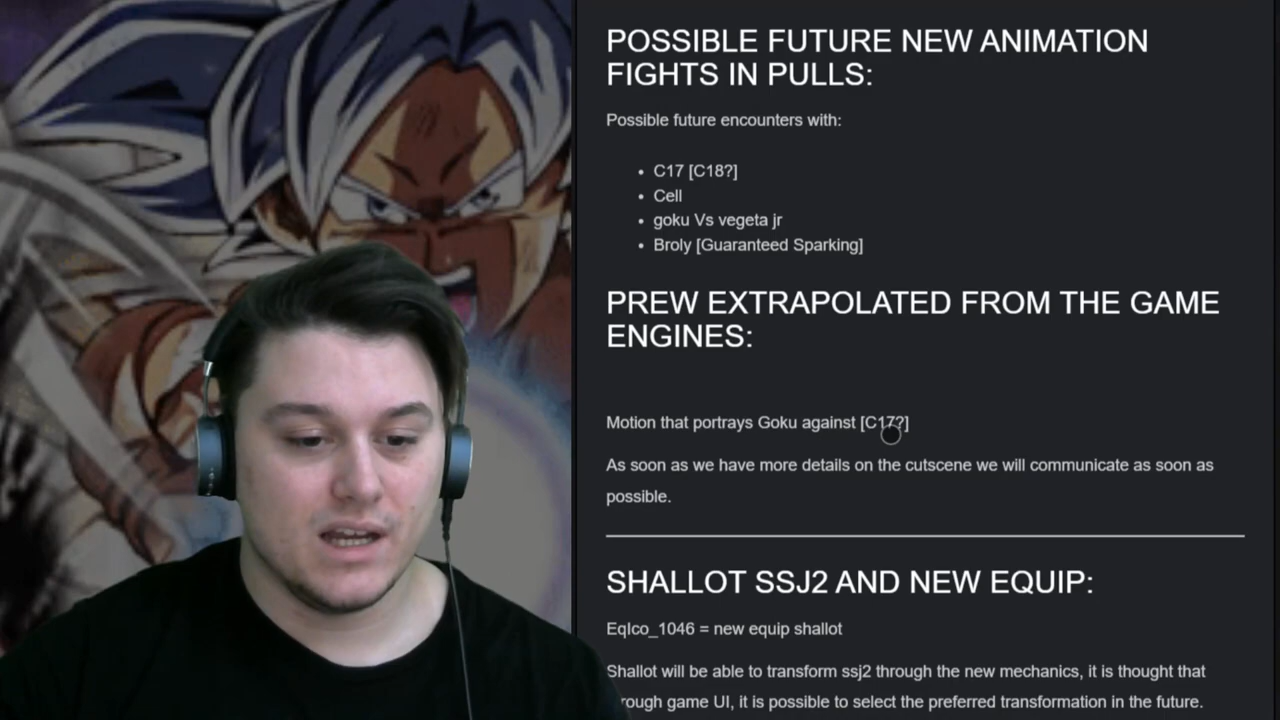 POSSIBLE FUTURE NEW ANIMATION
FIGHTS IN PULLS:
Possible future encounters with:
C17 [C18?]
Cell
goku Vs vegeta jr
Broly [Guaranteed Sparking]
PREW EXTRAPOLATED FROM THE GAME
ENGINES:
Motion that portrays Goku against [C17?]
As soon as we have more details on the cutscene we will communicate as soon as
possible.
SHALLOT SSJ2 AND NEW EQUIP:
EqIco_1046 = new equip shallot
Shallot will be able to transform ssj2 through the new mechanics, it is thought that
game UI, it is possible to select the preferred transformation in the future.